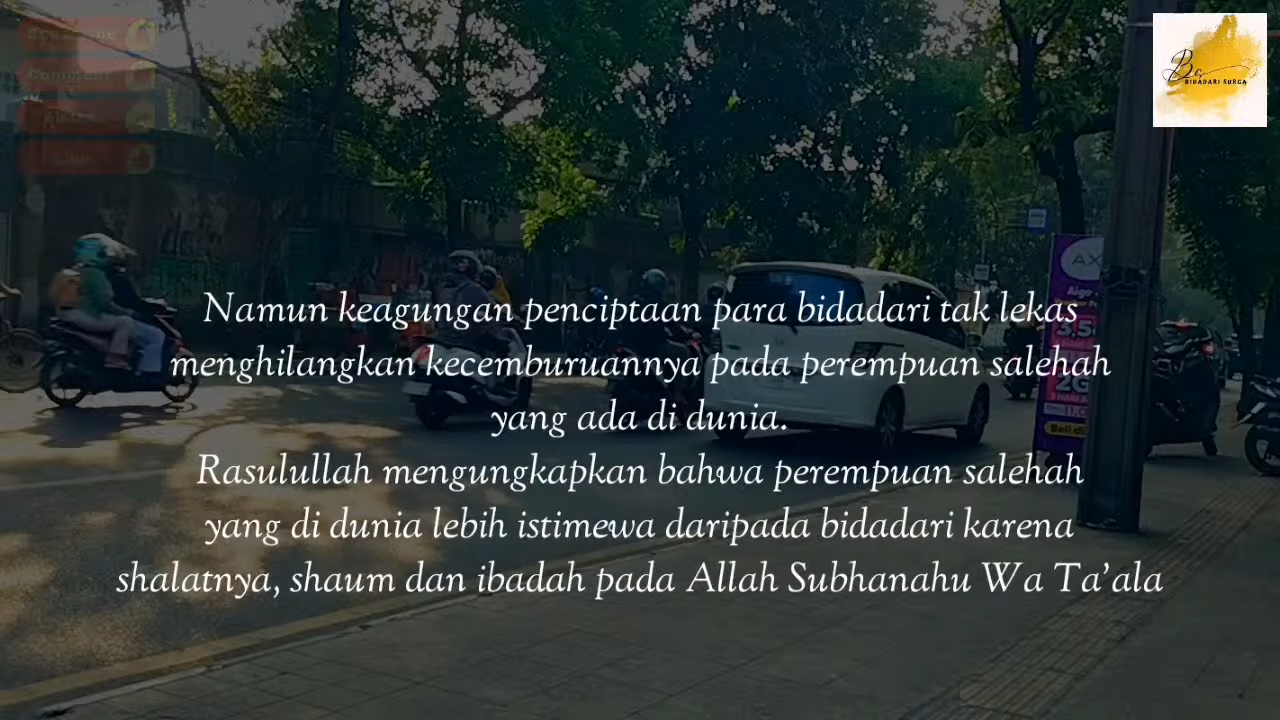 BIDADARI SURGA
Namun keagungan penciptaan para bidadari tak lekas
menghilangkan kecemburuannya pada perempuan salehah
yang ada di dunia.
Rasulullah mengungkapkan bahwa perempuan salehah
yang di dunia lebih istimewa daripada bidadari karena
shalatnya, shaum dan ibadah pada Allah Subhanahu Wa Ta'ala
Comment